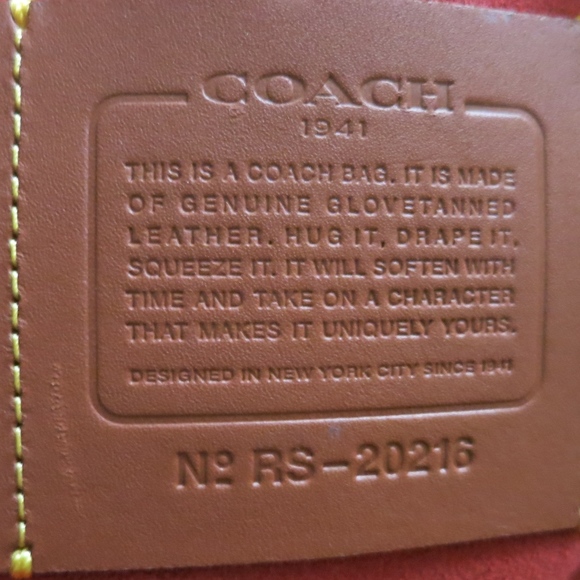 COACH
1941
THIS IS A COACH BAG. IT IS MADE
OF GENUINE GLOVETANNED
LEATHER. HUG IT, DRAPE IT,
SQUEEZE IT. IT WILL SOFTEN WITH
TIME AND TAKE ON A CHARACTER
THAT MAKES IT UNIQUELY YOURS.
DESIGNED IN NEW YORK CITY SINCE 1941
Nº RS-20216